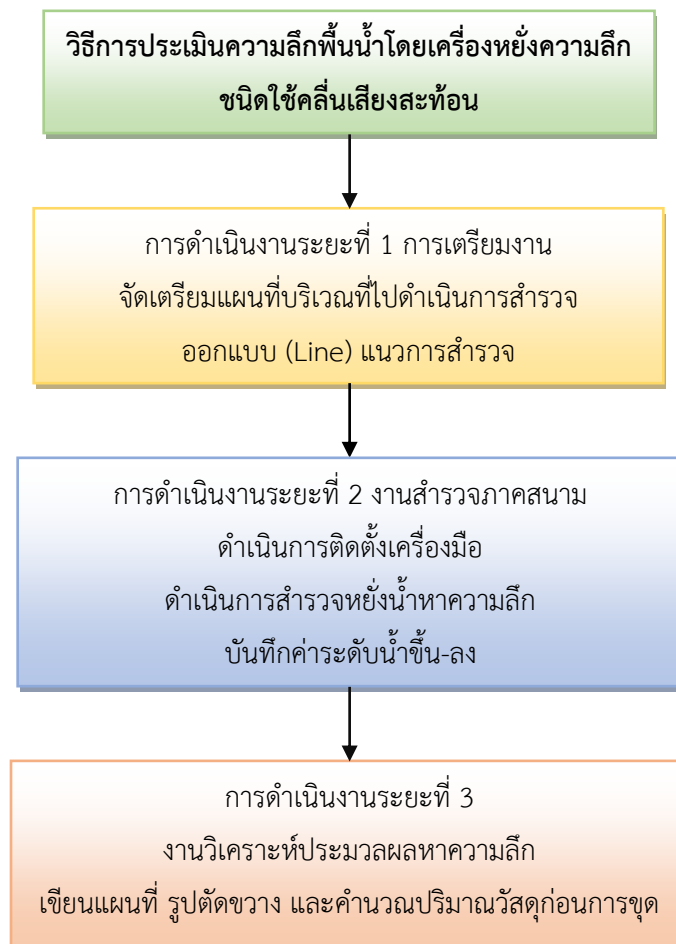 วิธีการประเมินความลึกพื้นน้ำโดยเครื่องหยั่งความลึก
ชนิดใช้คลื่นเสียงสะท้อน
การดำเนินงานระยะที่ 1 การเตรียมงาน
จัดเตรียมแผนที่บริเวณที่ไปดำเนินการสำรวจ
ออกแบบ (Line) แนวการสำรวจ
การดำเนินงานระยะที่ 2 งานสำรวจภาคสนาม
ดำเนินการติดตั้งเครื่องมือ
ดำเนินการสำรวจหยั่งน้ำหาความลึก
บันทึกค่าระดับน้ำขึ้น-ลง
การดำเนินงานระยะที่ 3
งานวิเคราะห์ประมวลผลหาความลึก
เขียนแผนที่ รูปตัดขวาง และคำนวณปริมาณวัสดุก่อนการขุด